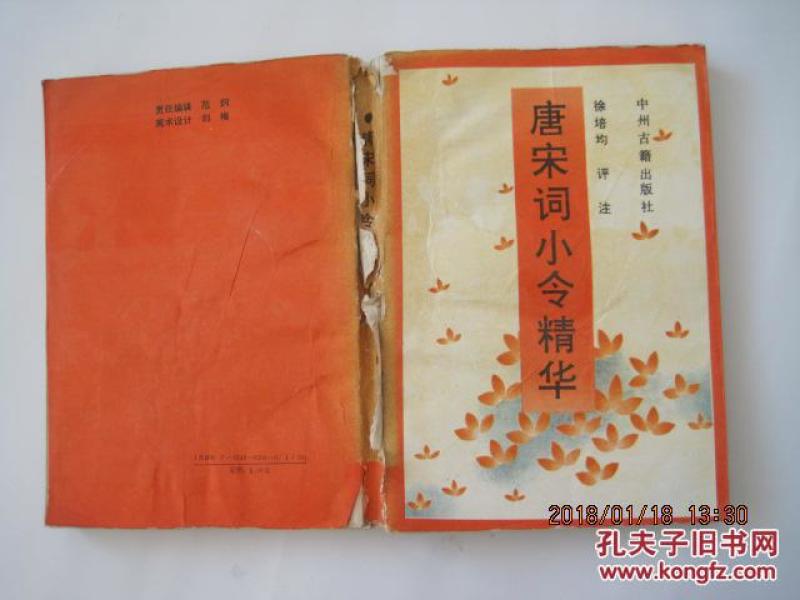 责任编辑 范炯
美术设计 刘梅
唐宋词小令
唐宋词小令精华
徐培均 评注
中州古籍出版社
2018/01/18 13:30
孔夫子旧书网
www.kongfz.com